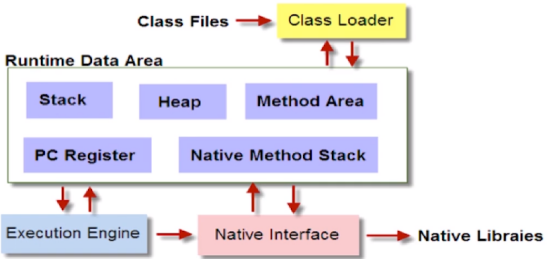 Class Files
Class Loader
Runtime Data Area
Stack
Heap
Method Area
PC Register
Native Method Stack
Execution Engine
Native Interface
Native Libraies